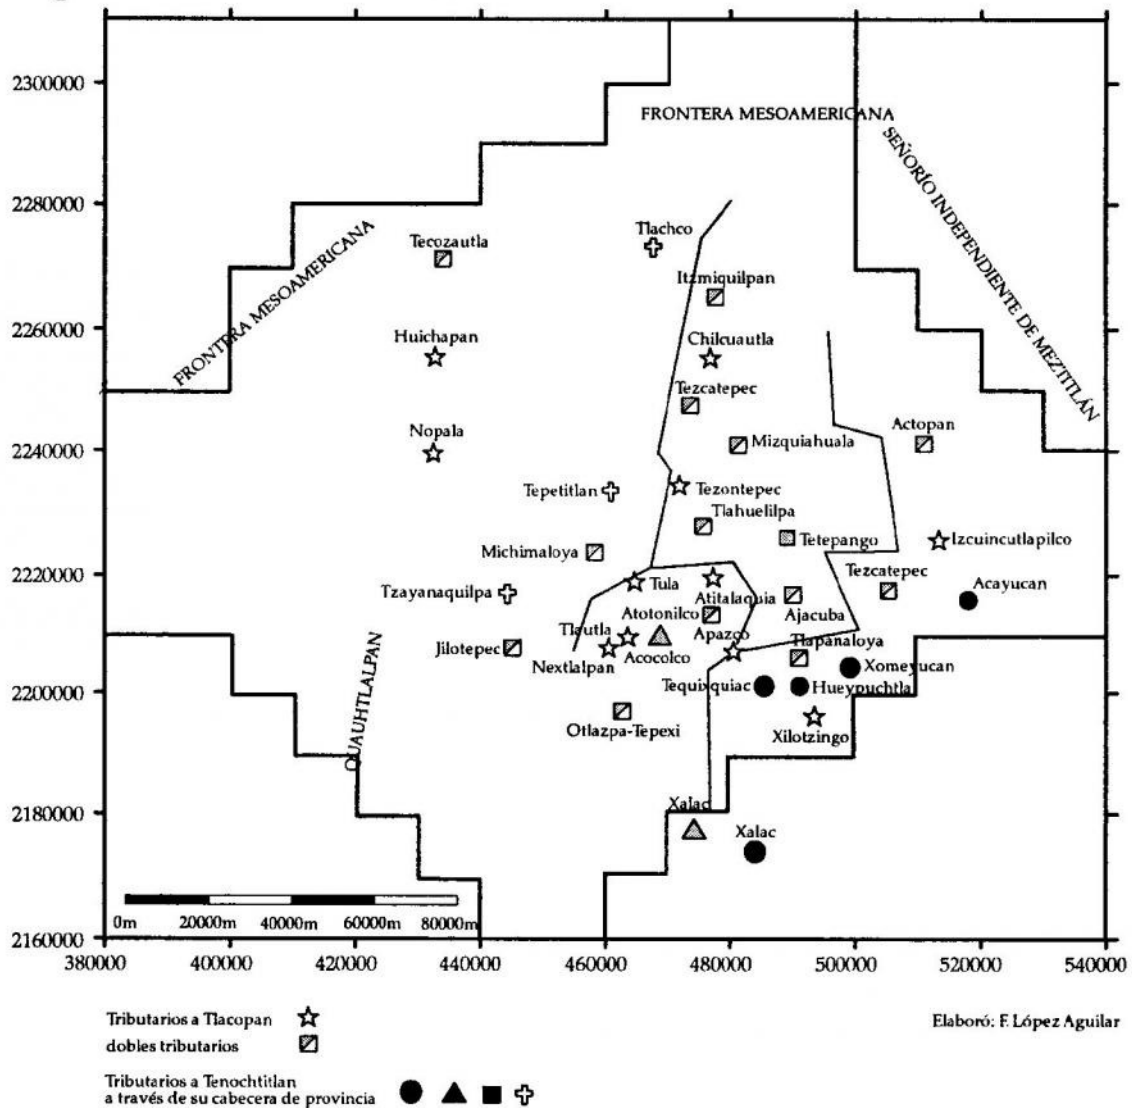 2300000
FRONTERA MESOAMERICANA
SEÑORÍO INDEPENDIENTE DE MEZTITLÁN
2280000
Tlachco
Tecozautla
FRONTERA MESOAMERICANA
Itzmiquilpan
2260000
Huichapan
Chilcuautla
Tezcatepec
2240000
Nopala
Mizquiahuala
Actopan
Tepetitlan
Tezontepec
Tlahuelilpa
Michimaloya
Tetepango
Izcuincutlapilco
2220000
Tula
Tezcatepec
Acayucan
Tzayanaquilpa
Atitalaquia
Atotonilco
Ajacuba
Tlautla
Apazco
Tlapanaloya
Jilotepec
Nextlalpan
Acocolco
Xomeyucan
2200000
Tequixquiac
Hueypuchtla
CUAUHTLALPAN
Otlazpa-Tepexi
Xilotzingo
2180000
Xalac
Xalac
0m 20000m 40000m 60000m 80000m
2160000
380000 400000 420000 440000 460000 480000 500000 520000 540000
Tributarios a Tlacopan
dobles tributarios
Elaboró: F. López Aguilar
Tributarios a Tenochtitlan
a través de su cabecera de provincia